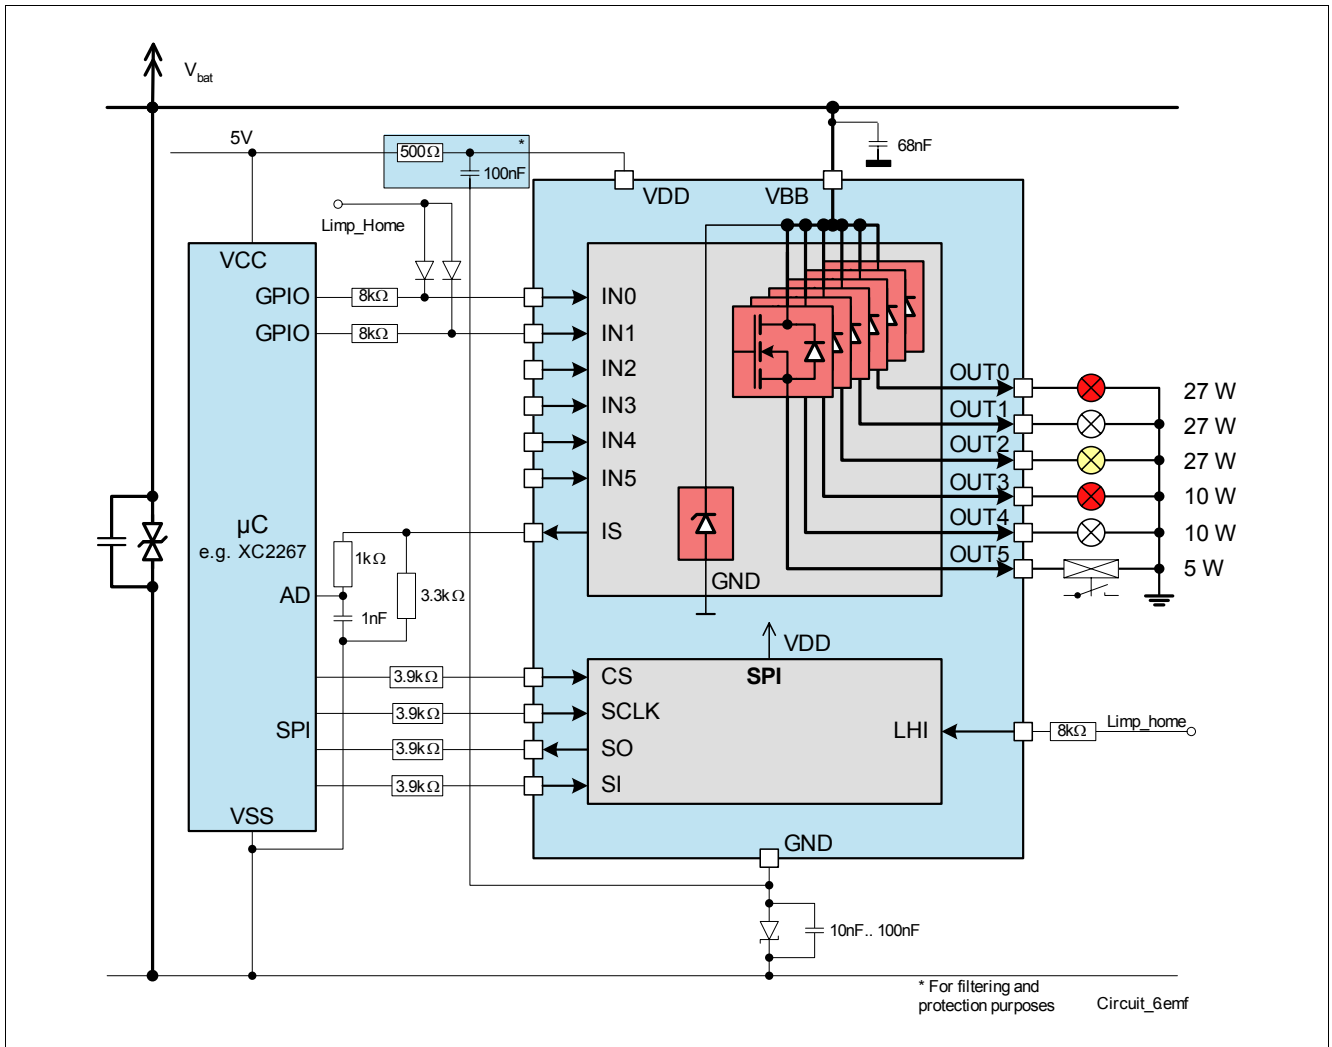 V_bat
5V
500Ω
*
100nF
68nF
VDD
VBB
Limp_Home
VCC
GPIO
8kΩ
IN0
GPIO
8kΩ
IN1
IN2
IN3
IN4
IN5
OUT0
27 W
OUT1
27 W
OUT2
27 W
OUT3
10 W
OUT4
10 W
OUT5
5 W
µC
e.g. XC2267
IS
1kΩ
GND
AD
3.3kΩ
1nF
VDD
SPI
3.9kΩ
CS
3.9kΩ
SCLK
SPI
3.9kΩ
SO
3.9kΩ
SI
LHI
8kΩ
Limp_home
VSS
GND
10nF.. 100nF
* For filtering and
protection purposes
Circuit_6.emf